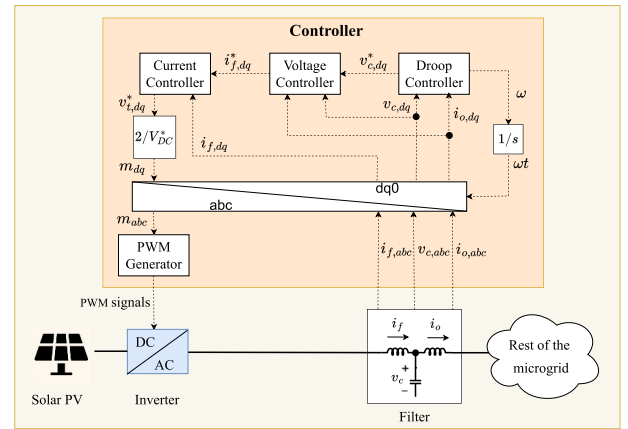 Controller
Current
Controller
i*f,dq
Voltage
Controller
v*c,dq
Droop
Controller
v*t,dq
2/V*DC
if,dq
vc,dq
io,dq
ω
1/s
ωt
mdq
dq0
abc
mabc
PWM
Generator
if,abc
vc,abc
io,abc
PWM signals
DC
AC
if
io
+
vc
−
Rest of the
microgrid
Solar PV
Inverter
Filter